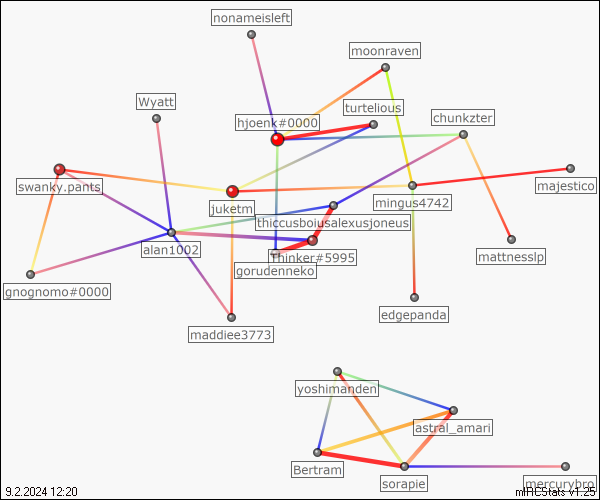 nonameisleft
moonraven
Wyatt
turtelious
chunkzter
hjoenk#0000
swanky.pants
majestico
juketm
mingus4742
thiccusboiusalexusjoneus
alan1002
Thinker#5995
mattnesslp
gorudenneko
gnognomo#0000
edgepanda
maddiee3773
yoshimanden
astral_amari
Bertram
sorapie
mercurybro
9.2.2024 12:20
mIRCStats v1.25